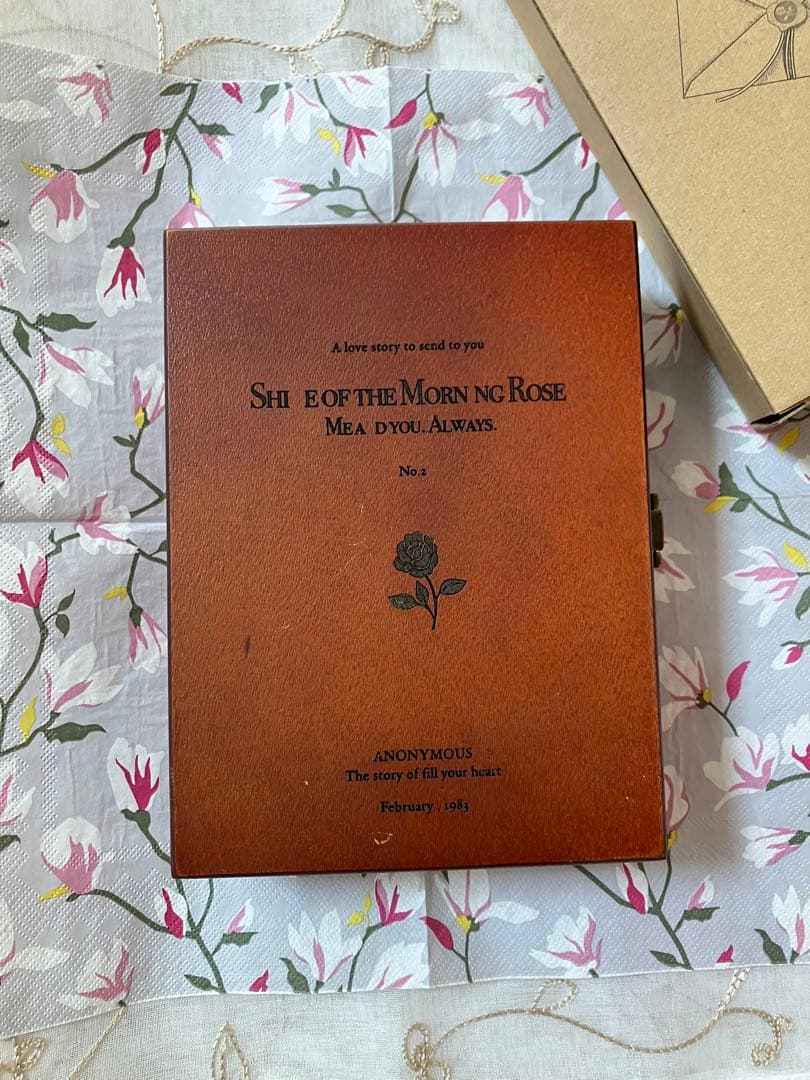 A love story to send to you
SHI E OF THE MORN NG ROSE
ME A D YOU. ALWAYS.
No.2
ANONYMOUS
The story of fill your heart
February , 1983